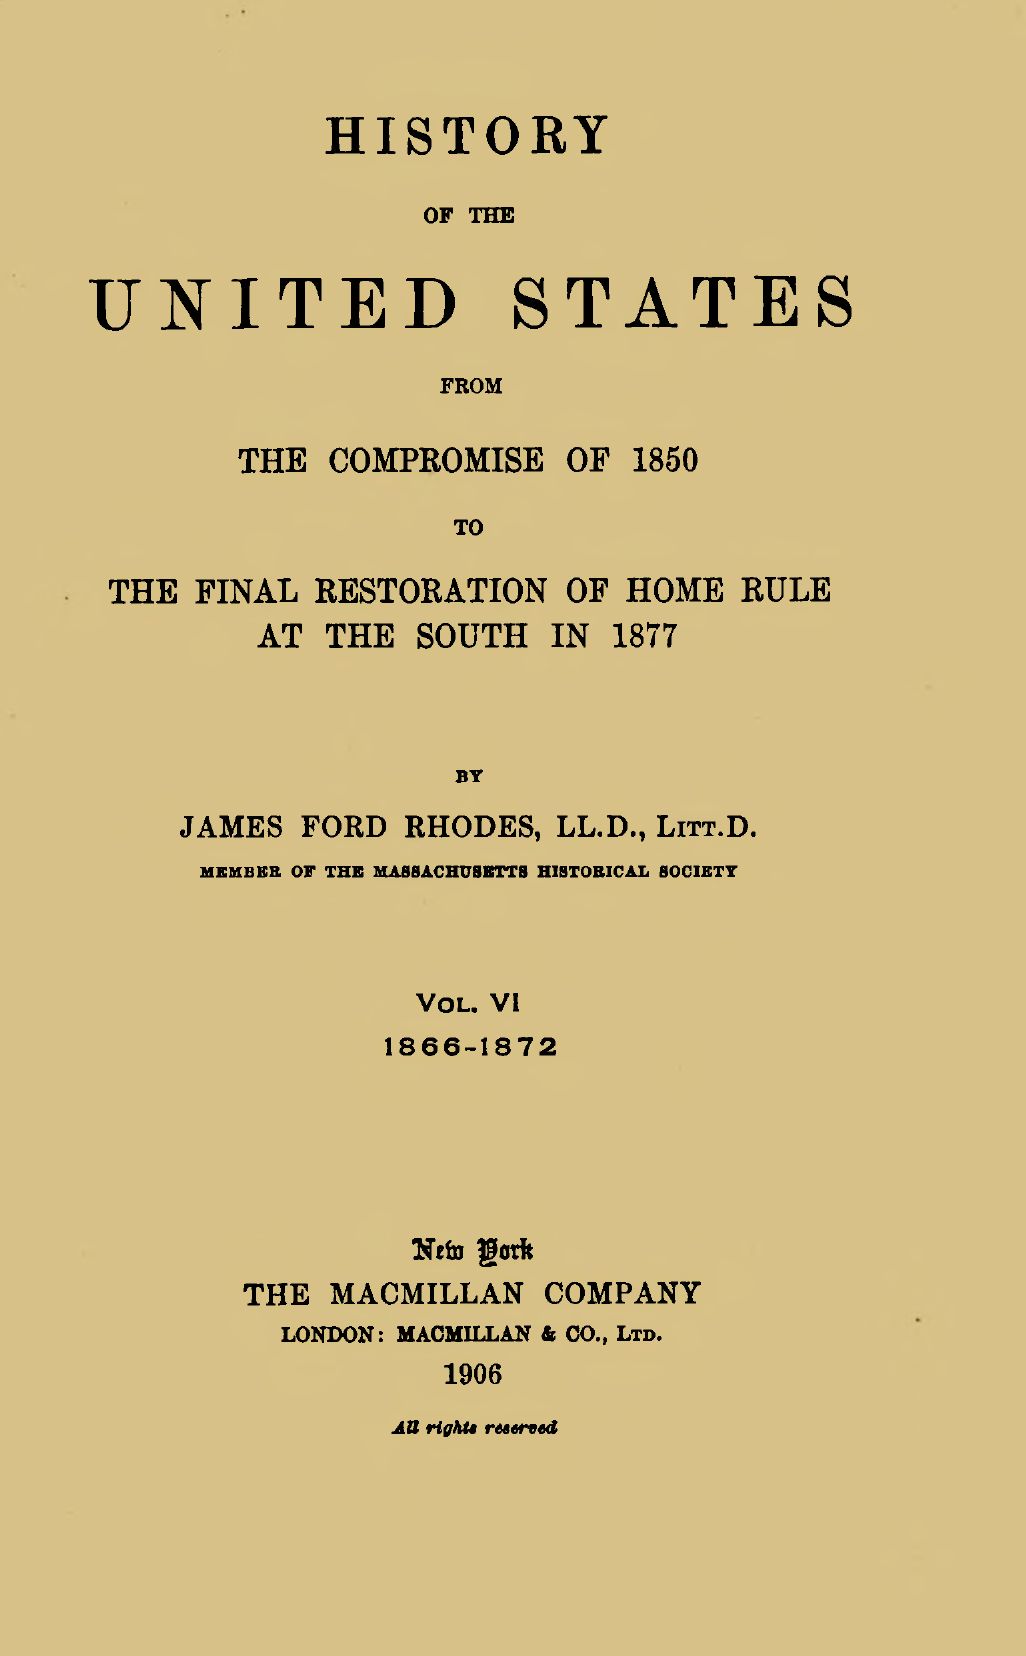 HISTORY
OF THE
UNITED STATES
FROM
THE COMPROMISE OF 1850
TO
THE FINAL RESTORATION OF HOME RULE
AT THE SOUTH IN 1877
BY
JAMES FORD RHODES, LL.D., LITT.D.
MEMBER OF THE MASSACHUSETTS HISTORICAL SOCIETY
VOL. VI
1866-1872
New York
THE MACMILLAN COMPANY
LONDON: MACMILLAN & CO., LTD.
1906
All rights reserved